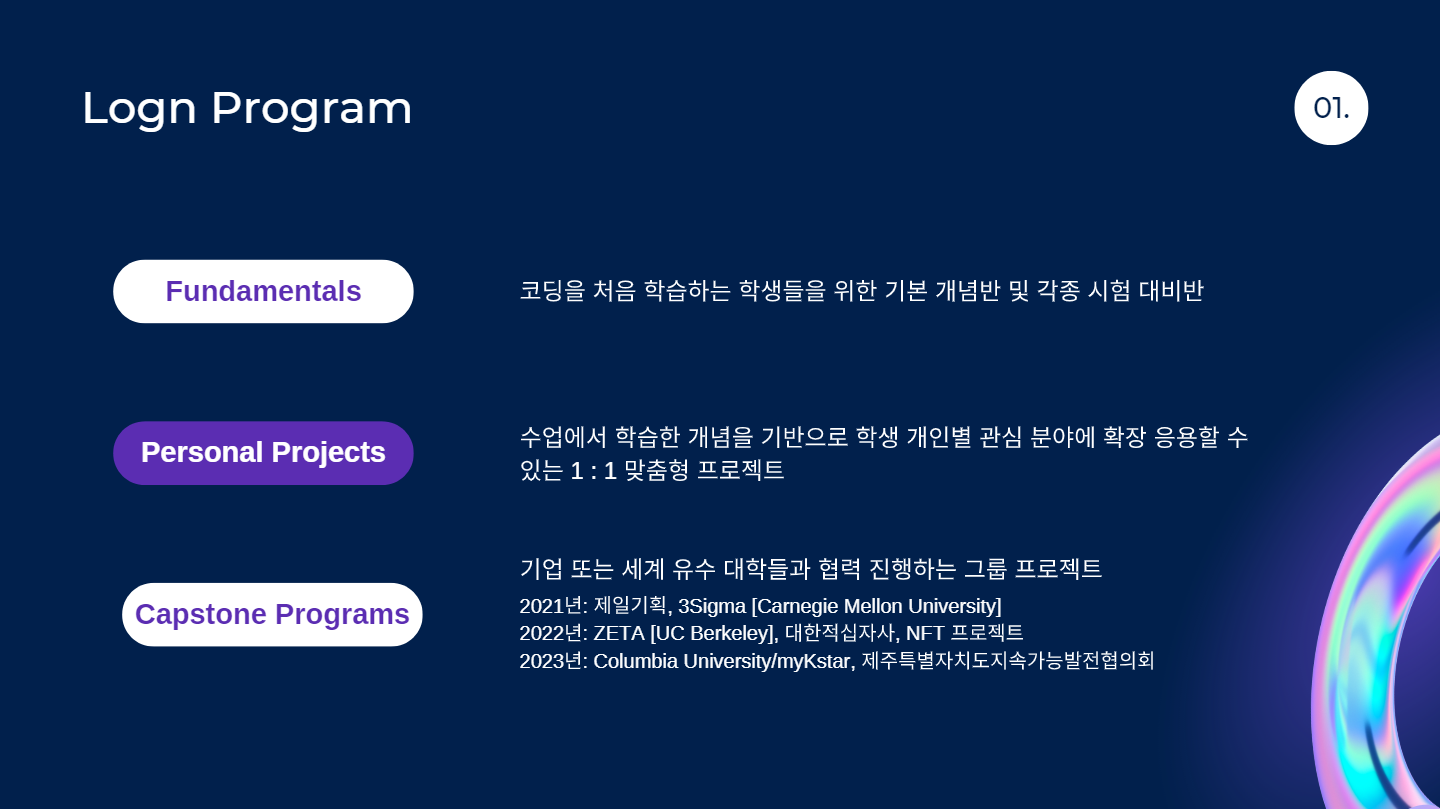 Logn Program
01.
Fundamentals
코딩을 처음 학습하는 학생들을 위한 기본 개념반 및 각종 시험 대비반
Personal Projects
수업에서 학습한 개념을 기반으로 학생 개인별 관심 분야에 확장 응용할 수
있는 1 : 1 맞춤형 프로젝트
Capstone Programs
기업 또는 세계 유수 대학들과 협력 진행하는 그룹 프로젝트
2021년: 제일기획, 3Sigma [Carnegie Mellon University]
2022년: ZETA [UC Berkeley], 대한적십자사, NFT 프로젝트
2023년: Columbia University/myKstar, 제주특별자치도지속가능발전협의회